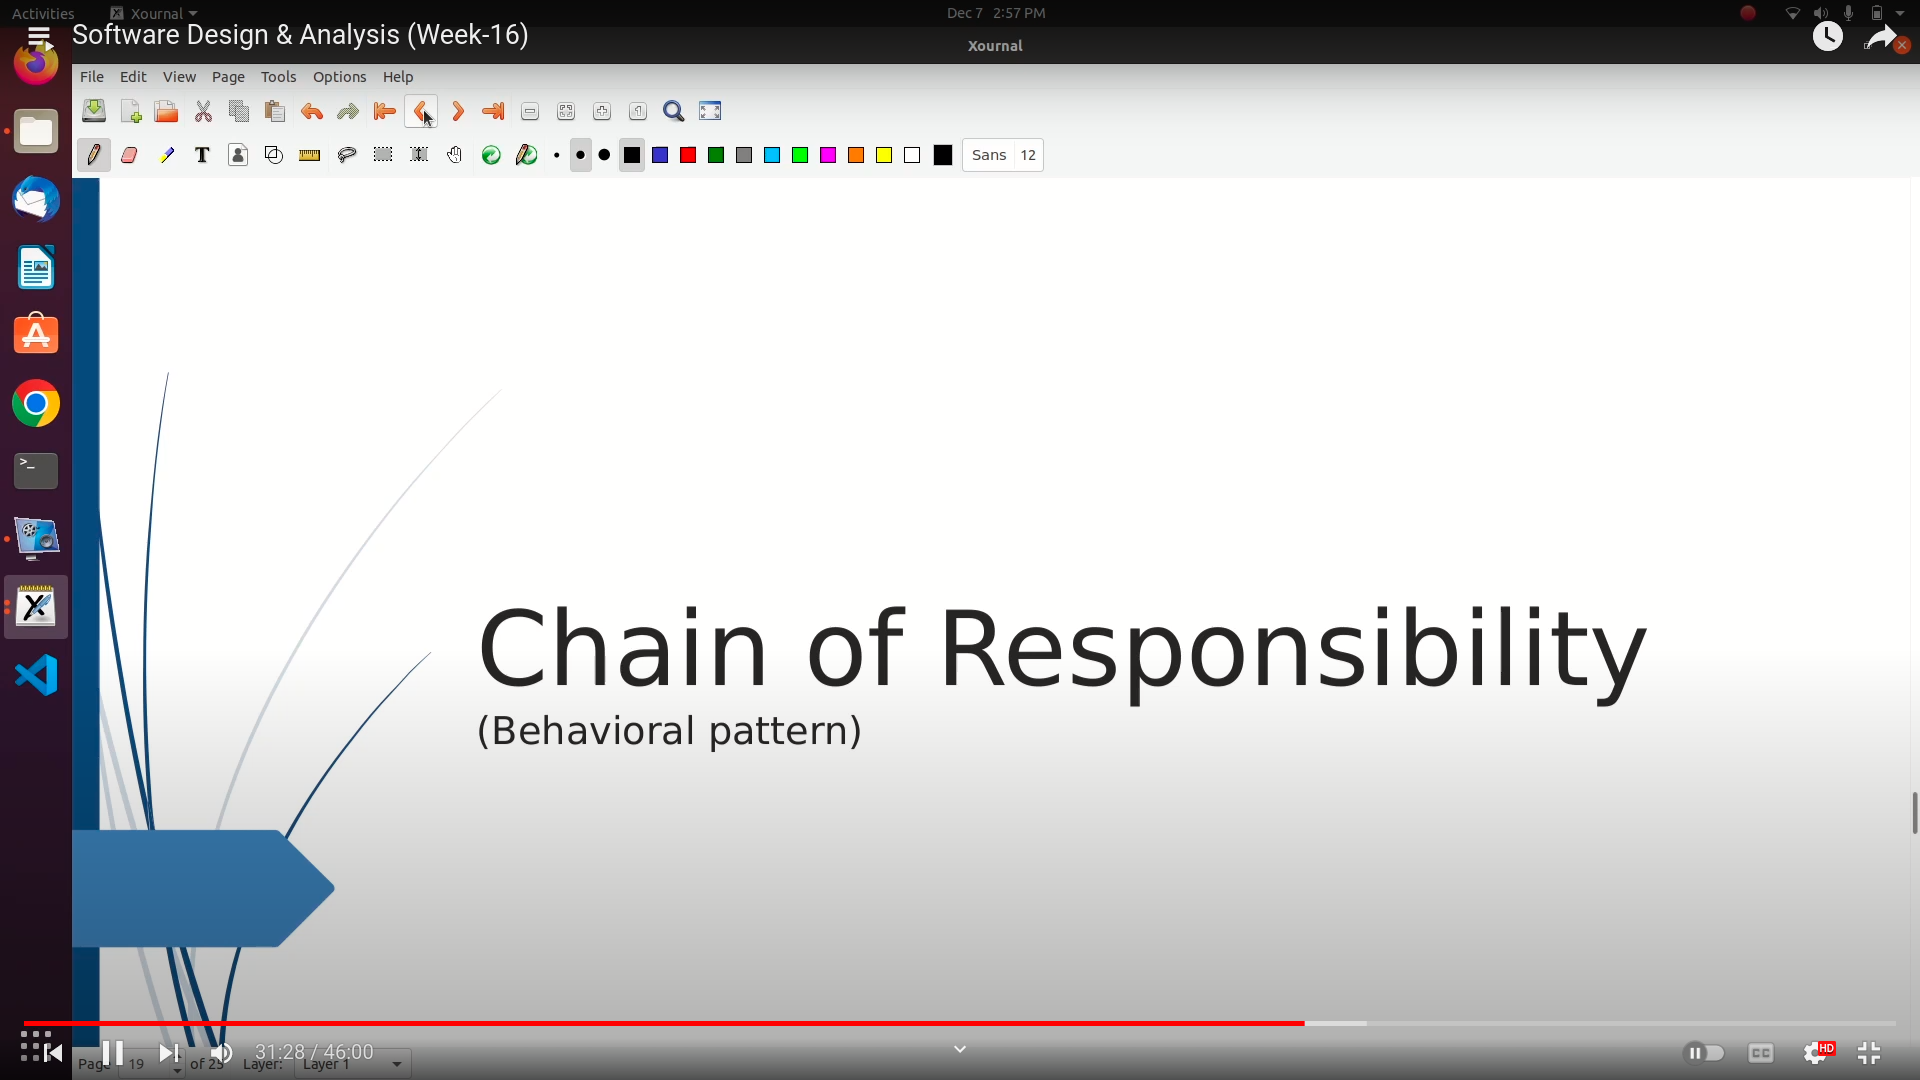 Activities Xournal Dec 7 2:57 PM
Software Design & Analysis (Week-16)
Xournal
File Edit View Page Tools Options Help
T
Sans 12
Chain of Responsibility
(Behavioral pattern)
31:28 / 46:00
CC HD
Page 19 of 25 Layer: Layer 1